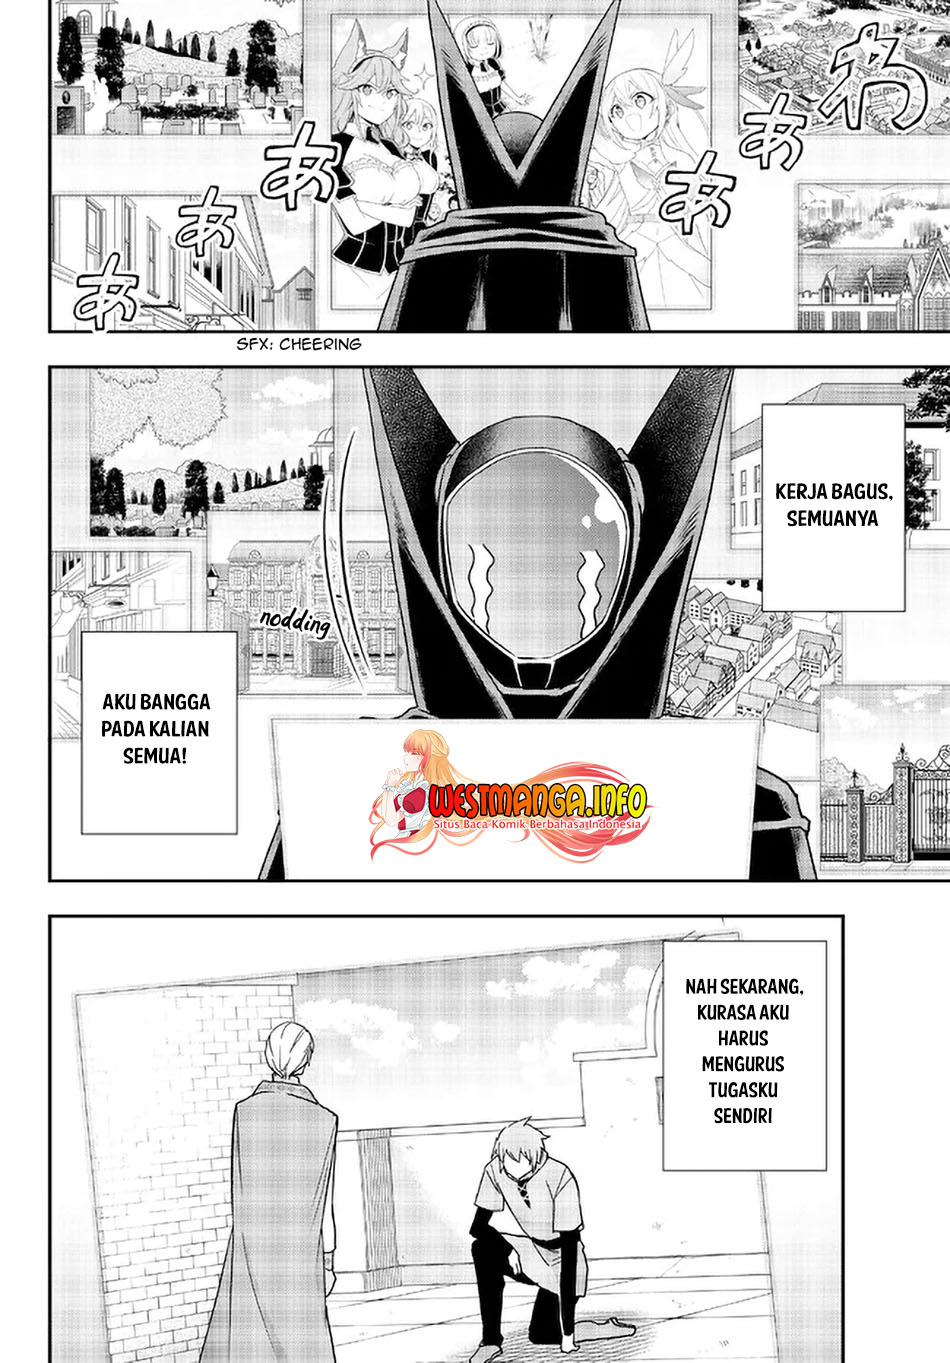 わ
あ
あ
あ
あ
あ
あ
SFX: CHEERING
KERJA BAGUS,
SEMUANYA
nodding
AKU BANGGA
PADA KALIAN
SEMUA!
WESTMANGA.INFO
Situs Baca Komik Berbahasa Indonesia
NAH SEKARANG,
KURASA AKU
HARUS
MENGURUS
TUGASKU
SENDIRI